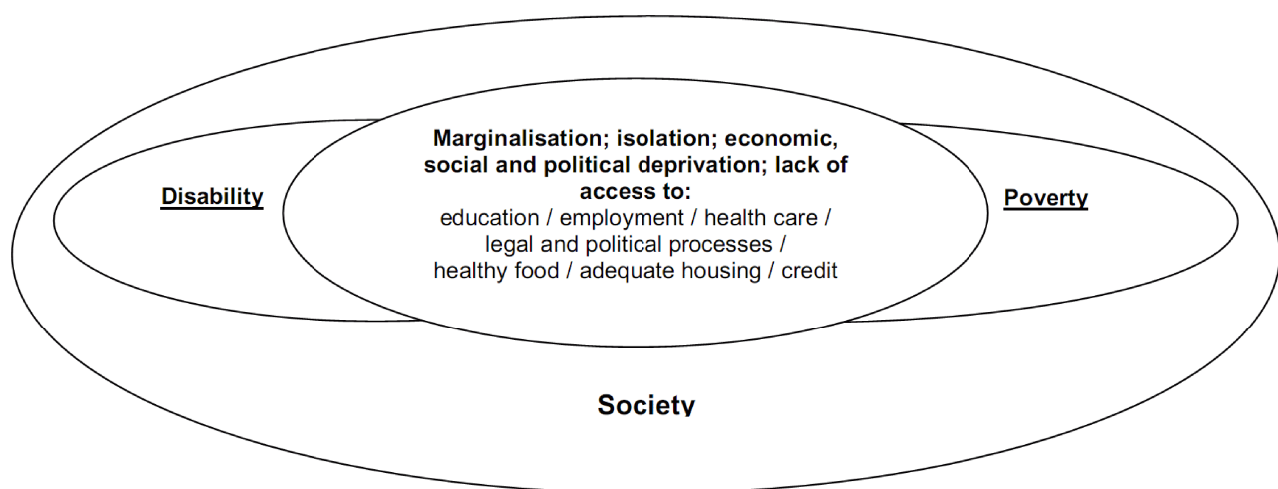 Marginalisation; isolation; economic,
social and political deprivation; lack of
access to:
education / employment / health care /
legal and political processes /
healthy food / adequate housing / credit
Disability
Poverty
Society